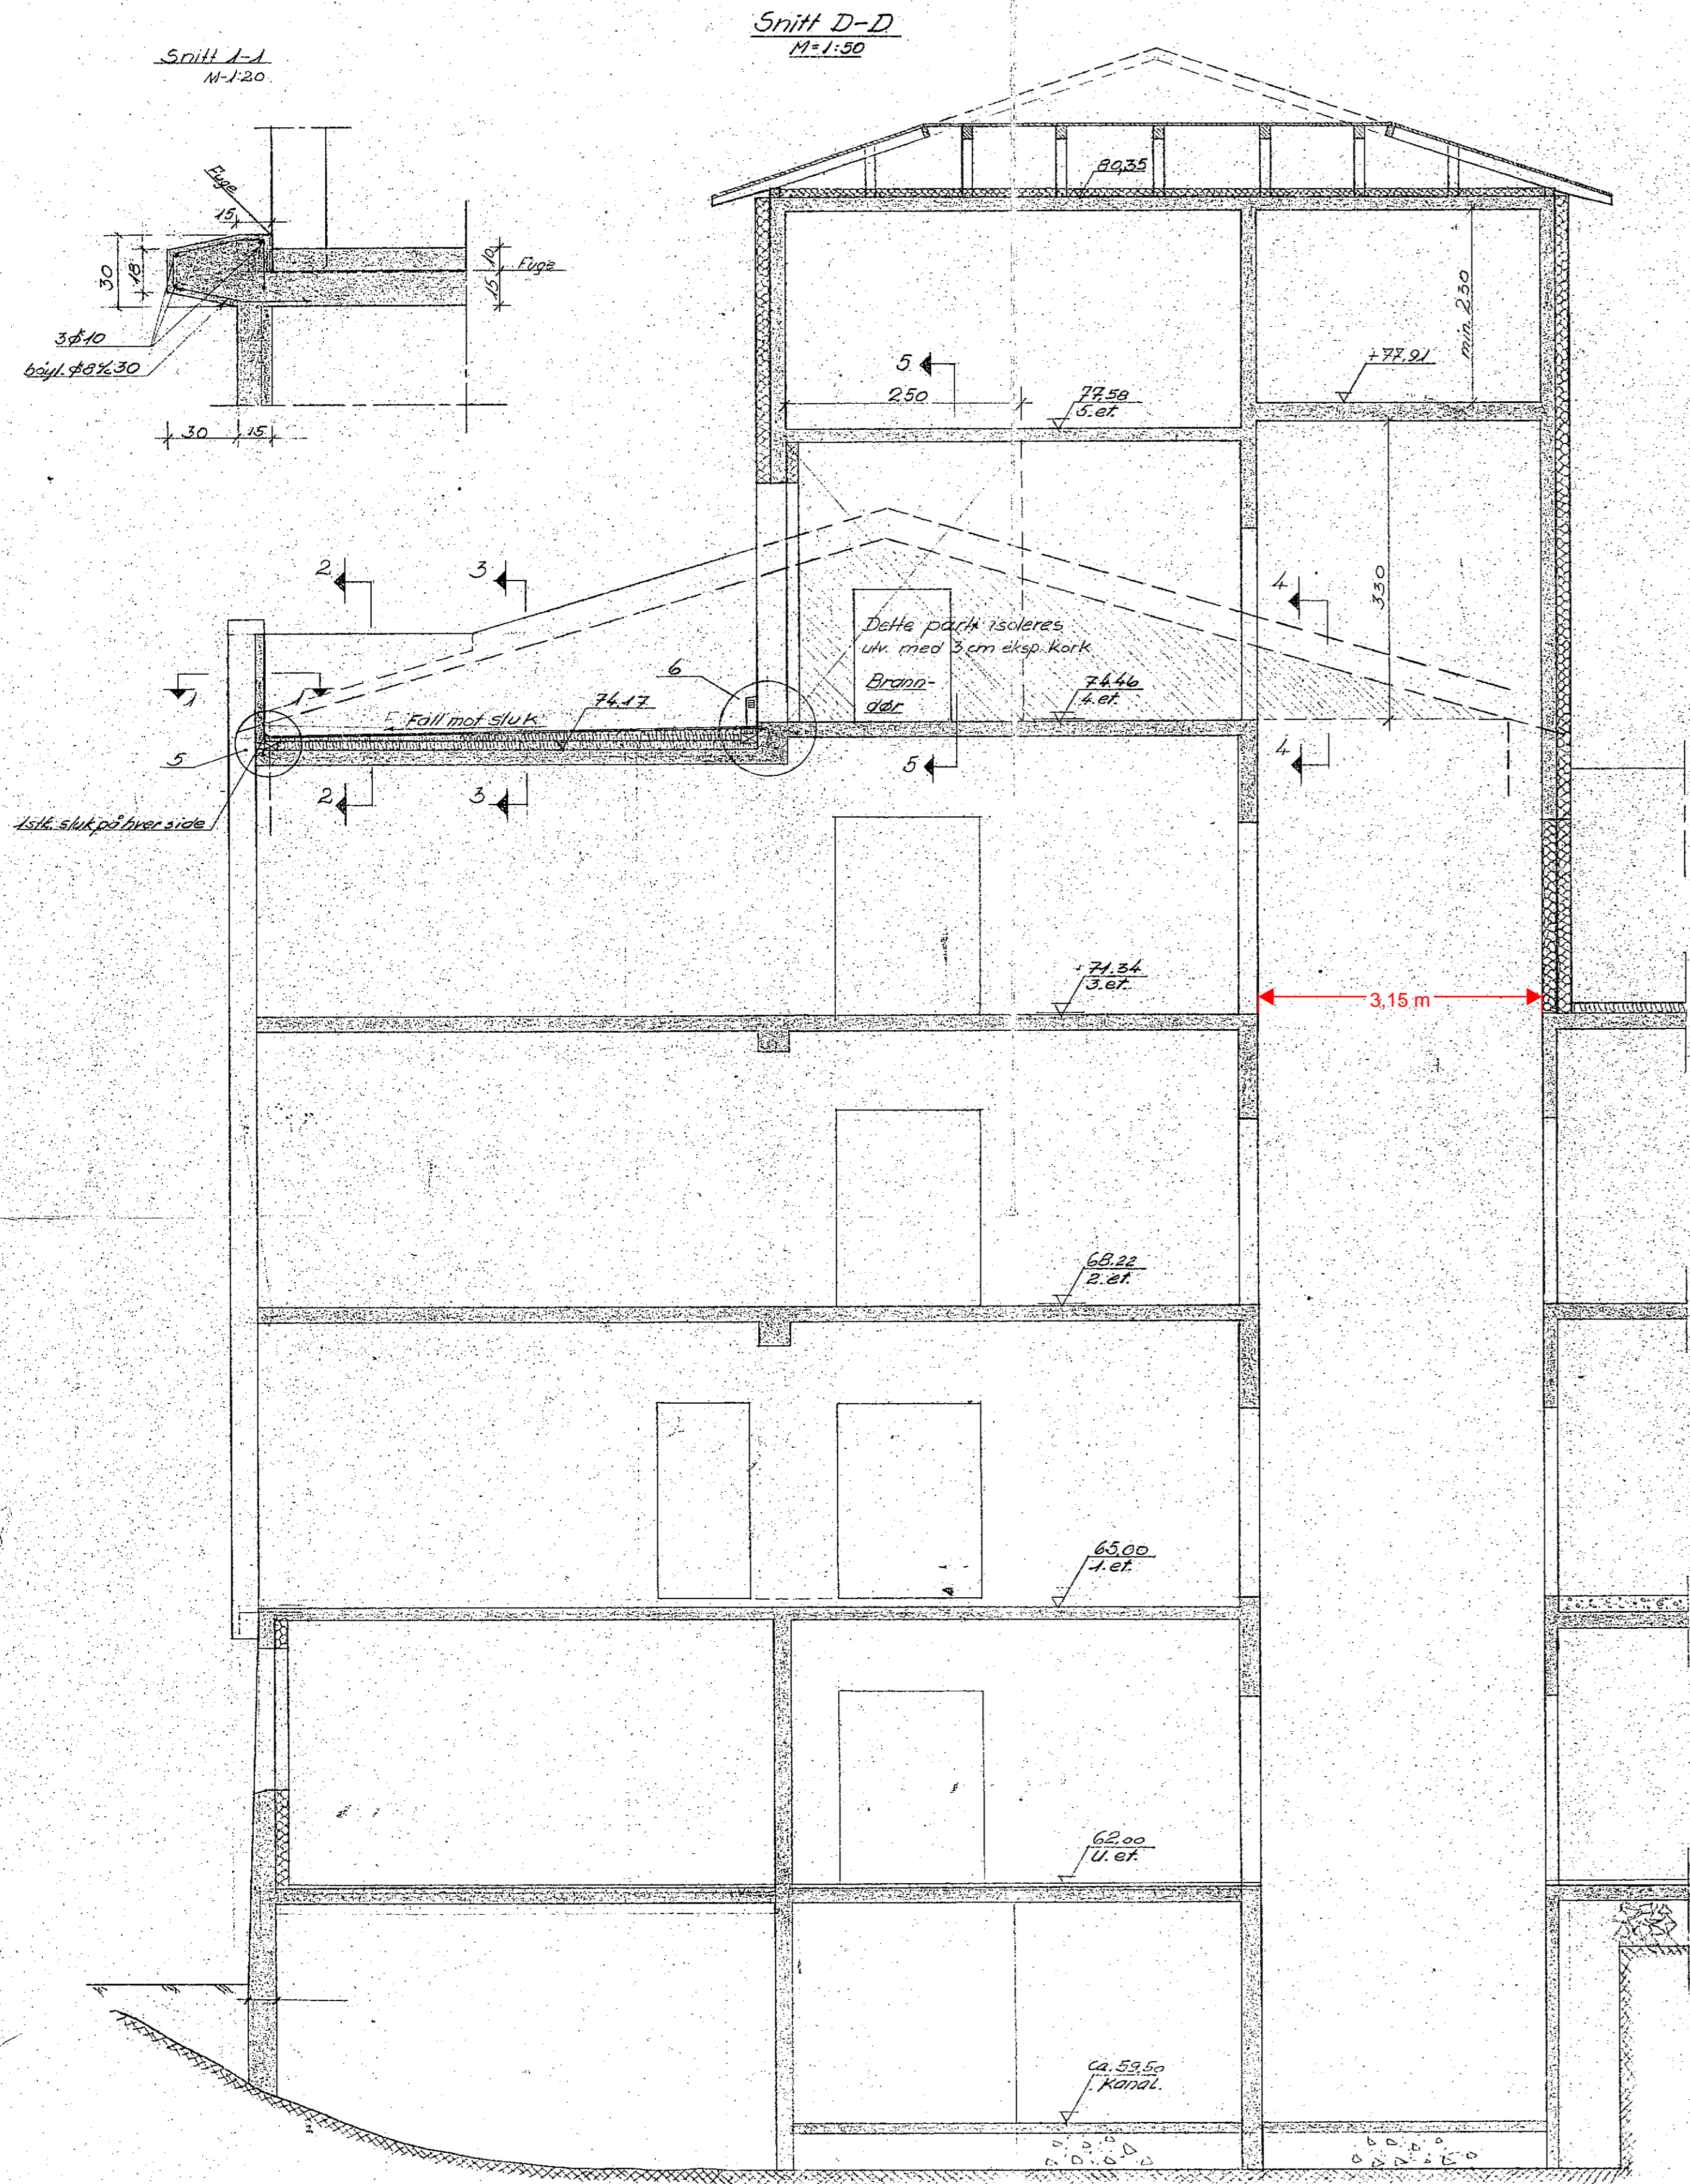 Snitt D-D
M=1:50
Snitt 1-1
M=1:20
Fuge
15
30
18
10
15
Fuge
3φ10
bøyl. φ8 % 30
30
15
80,35
min. 230
+77,91
5
250
77.58
5. et.
330
2
3
4
Dette parti isoleres
utv. med 3 cm eksp. kork
Brann-
dør
74.46
4. et.
6
74.17
Fall mot sluk
1
1
5
2
3
5
4
1stk. sluk på hver side
+71.34
3. et.
3,15 m
68.22
2. et.
65,00
1. et.
62,00
U. et.
ca. 59,50
Kanal.